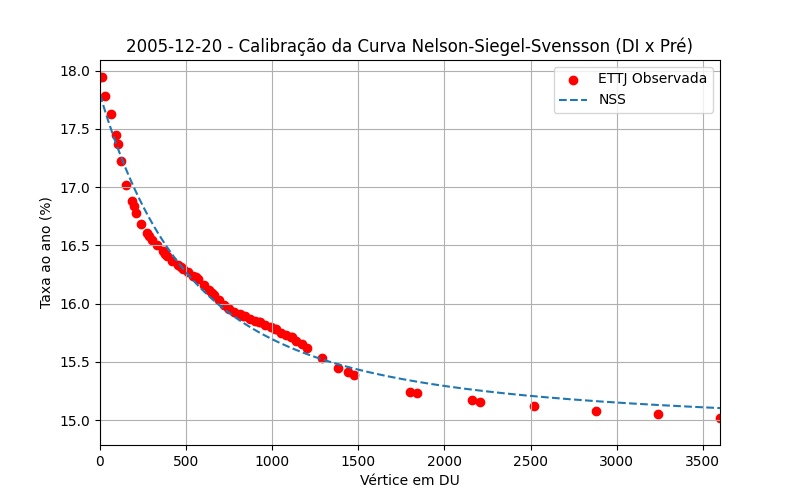 2005-12-20 - Calibração da Curva Nelson-Siegel-Svensson (DI x Pré)
ETTJ Observada
NSS
Taxa ao ano (%)
18.0
17.5
17.0
16.5
16.0
15.5
15.0
0 500 1000 1500 2000 2500 3000 3500
Vértice em DU